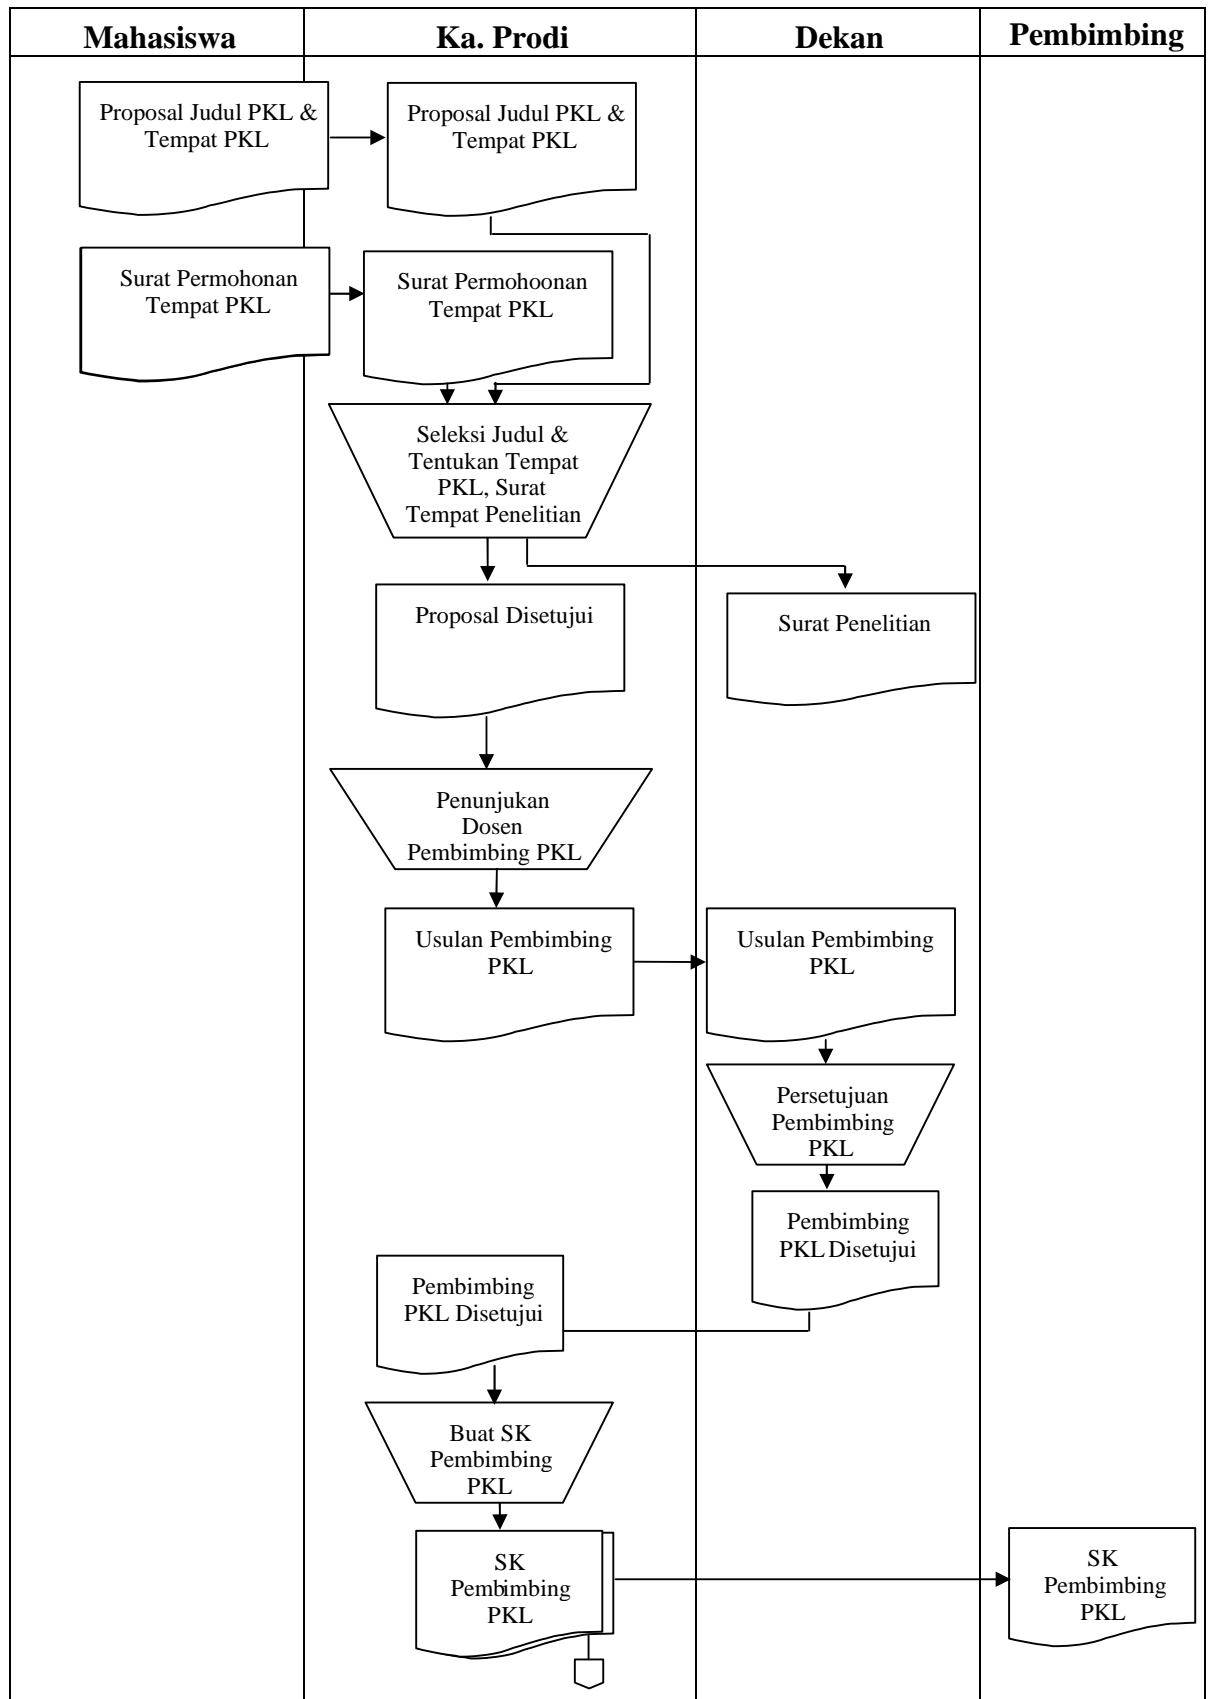 Mahasiswa
Ka. Prodi
Dekan
Pembimbing
Proposal Judul PKL &
Tempat PKL
Proposal Judul PKL &
Tempat PKL
Surat Permohonan
Tempat PKL
Surat Permohoonan
Tempat PKL
Seleksi Judul &
Tentukan Tempat
PKL, Surat
Tempat Penelitian
Proposal Disetujui
Surat Penelitian
Penunjukan
Dosen
Pembimbing PKL
Usulan Pembimbing
PKL
Usulan Pembimbing
PKL
Persetujuan
Pembimbing
PKL
Pembimbing
PKL Disetujui
Pembimbing
PKL Disetujui
Buat SK
Pembimbing
PKL
SK
Pembimbing
PKL
SK
Pembimbing
PKL